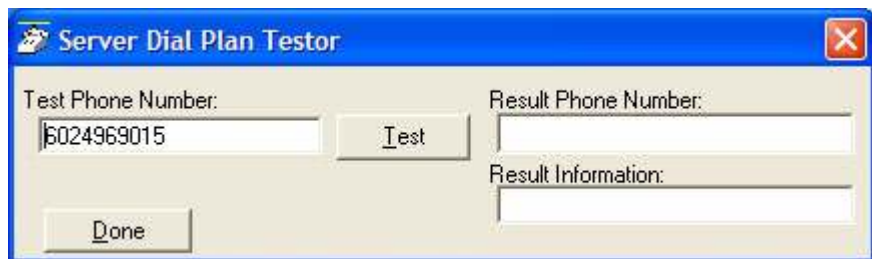 Server Dial Plan Testor
Test Phone Number:
6024969015
Test
Done
Result Phone Number:
Result Information: